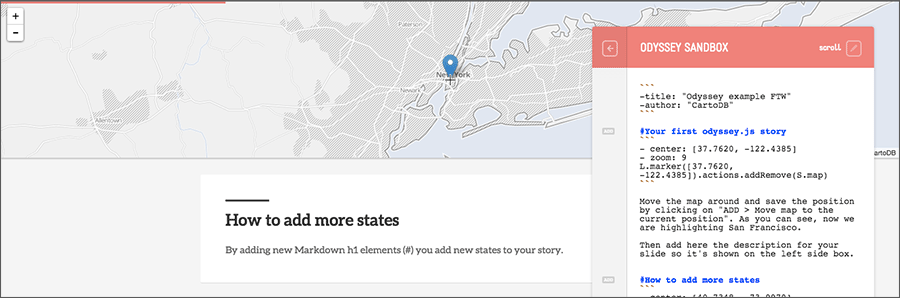 +
-
Paterson
New York
Newark
Allentown
artoDB
How to add more states
By adding new Markdown h1 elements (#) you add new states to your story.
ODYSSEY SANDBOX
scroll
```
-title: "Odyssey example FTW"
-author: "CartoDB"
```
#Your first odyssey.js story
```
- center: [37.7620, -122.4385]
- zoom: 9
L.marker([37.7620,
-122.4385]).actions.addRemove(S.map)
```
Move the map around and save the position
by clicking on "ADD > Move map to the
current position". As you can see, now we
are highlighting San Francisco.
Then add here the description for your
slide so it's shown on the left side box.
ADD
#How to add more states
```